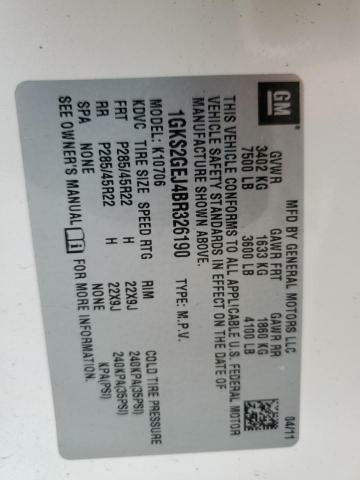 GM
MFD BY GENERAL MOTORS LLC 04/11
GVWR GAWR FRT GAWR RR
3402 KG 1633 KG 1860 KG
7500 LB 3600 LB 4100 LB
THIS VEHICLE CONFORMS TO ALL APPLICABLE U.S. FEDERAL MOTOR
VEHICLE SAFETY STANDARDS IN EFFECT ON THE DATE OF
MANUFACTURE SHOWN ABOVE.
1GKS2GEJ4BR326190 TYPE: M.P.V.
MODEL: K10706
KDVC TIRE SIZE SPEED RTG RIM COLD TIRE PRESSURE
FRT P285/45R22 H 22X9J 240KPA(35PSI)
RR P285/45R22 H 22X9J 240KPA(35PSI)
SPA NONE NONE KPA(PSI)
SEE OWNER'S MANUAL i FOR MORE INFORMATION.